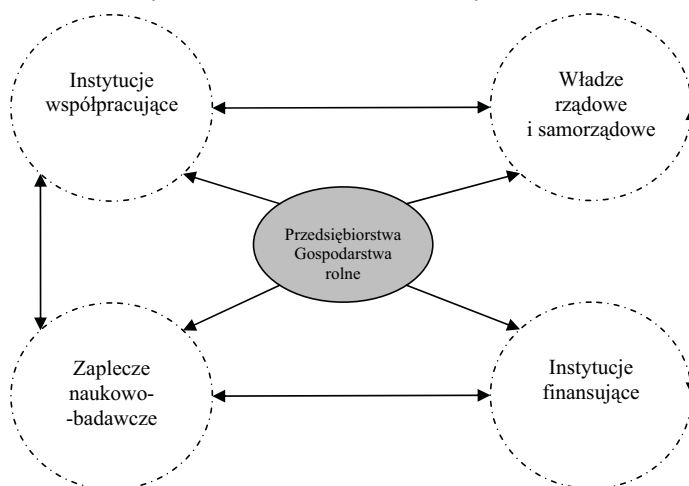 Instytucje
współpracujące
Władze
rządowe
i samorządowe
Przedsiębiorstwa
Gospodarstwa
rolne
Zaplecze
naukowo-
-badawcze
Instytucje
finansujące